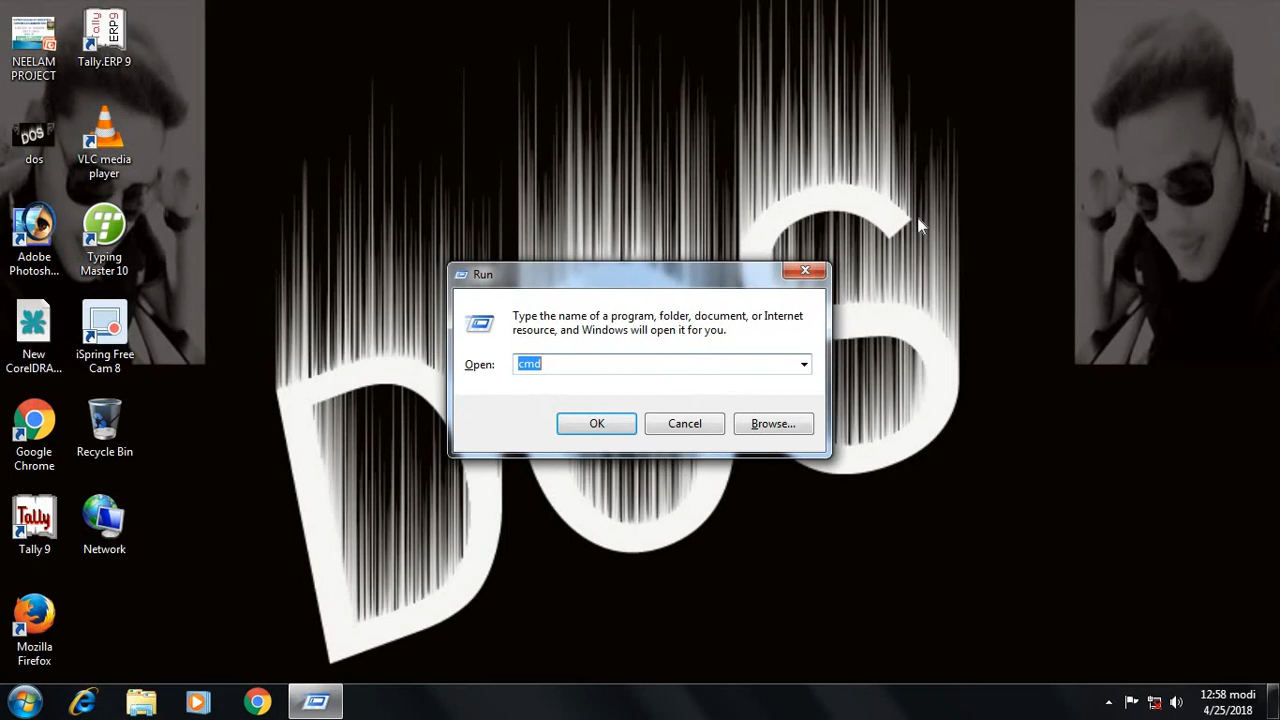 NEELAM
PROJECT
Tally
ERP9
Tally.ERP 9
DOS
dos
VLC media
player
Adobe
Photosh...
Typing
Master 10
New
CorelDRA...
iSpring Free
Cam 8
Google
Chrome
Recycle Bin
Tally
Tally 9
Network
Mozilla
Firefox
DOS
Run
Type the name of a program, folder, document, or Internet
resource, and Windows will open it for you.
Open:
cmd
OK
Cancel
Browse...
12:58 modi
4/25/2018